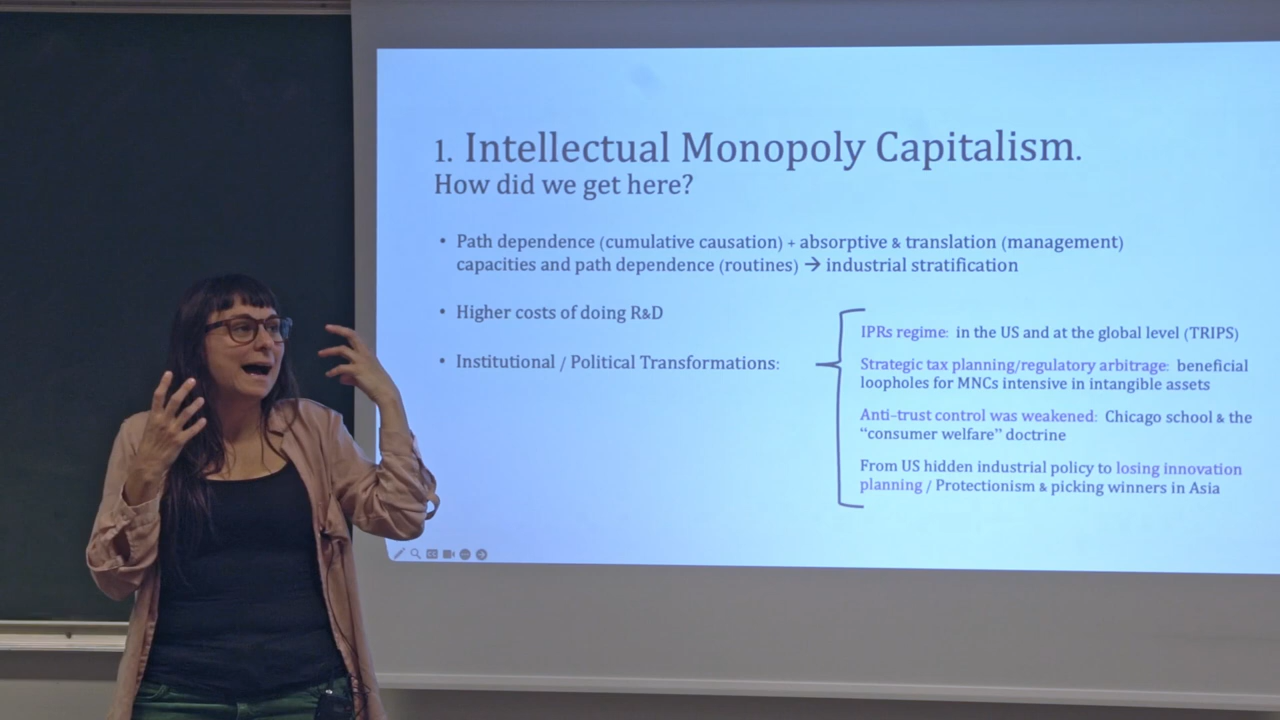 1. Intellectual Monopoly Capitalism.
How did we get here?
• Path dependence (cumulative causation) + absorptive & translation (management)
capacities and path dependence (routines) → industrial stratification
• Higher costs of doing R&D
• Institutional / Political Transformations:
IPRs regime: in the US and at the global level (TRIPS)
Strategic tax planning/regulatory arbitrage: beneficial
loopholes for MNCs intensive in intangible assets
Anti-trust control was weakened: Chicago school & the
“consumer welfare” doctrine
From US hidden industrial policy to losing innovation
planning / Protectionism & picking winners in Asia